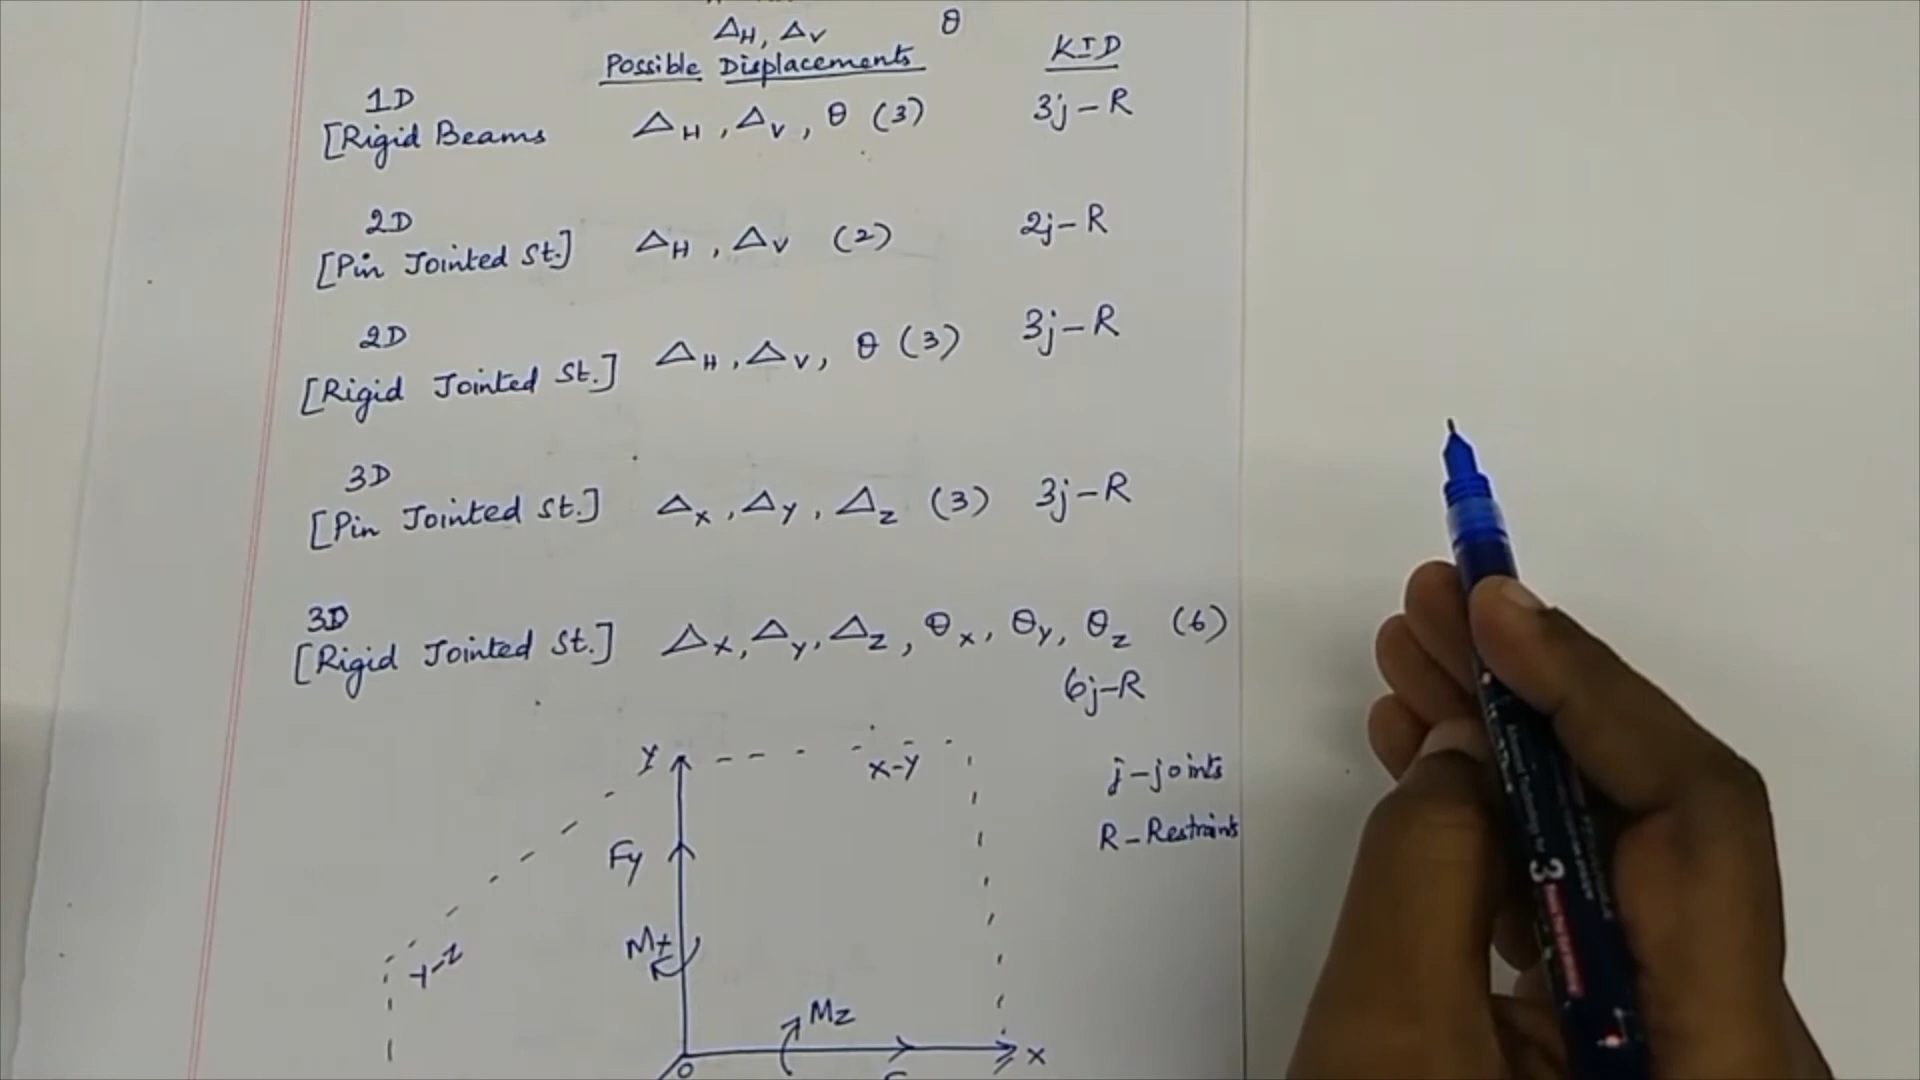 ΔH, ΔV θ
Possible Displacements KID
1D
[Rigid Beams ΔH, ΔV, θ (3) 3j-R
2D
[Pin Jointed St.] ΔH, ΔV (2) 2j-R
2D
[Rigid Jointed St.] ΔH, ΔV, θ (3) 3j-R
3D
[Pin Jointed St.] Δx, Δy, Δz (3) 3j-R
3D
[Rigid Jointed St.] Δx, Δy, Δz, θx, θy, θz (6)
6j-R
Y X-Y j-joints
R-Restraints
Fy
Y-Z
Mz
X
O
3